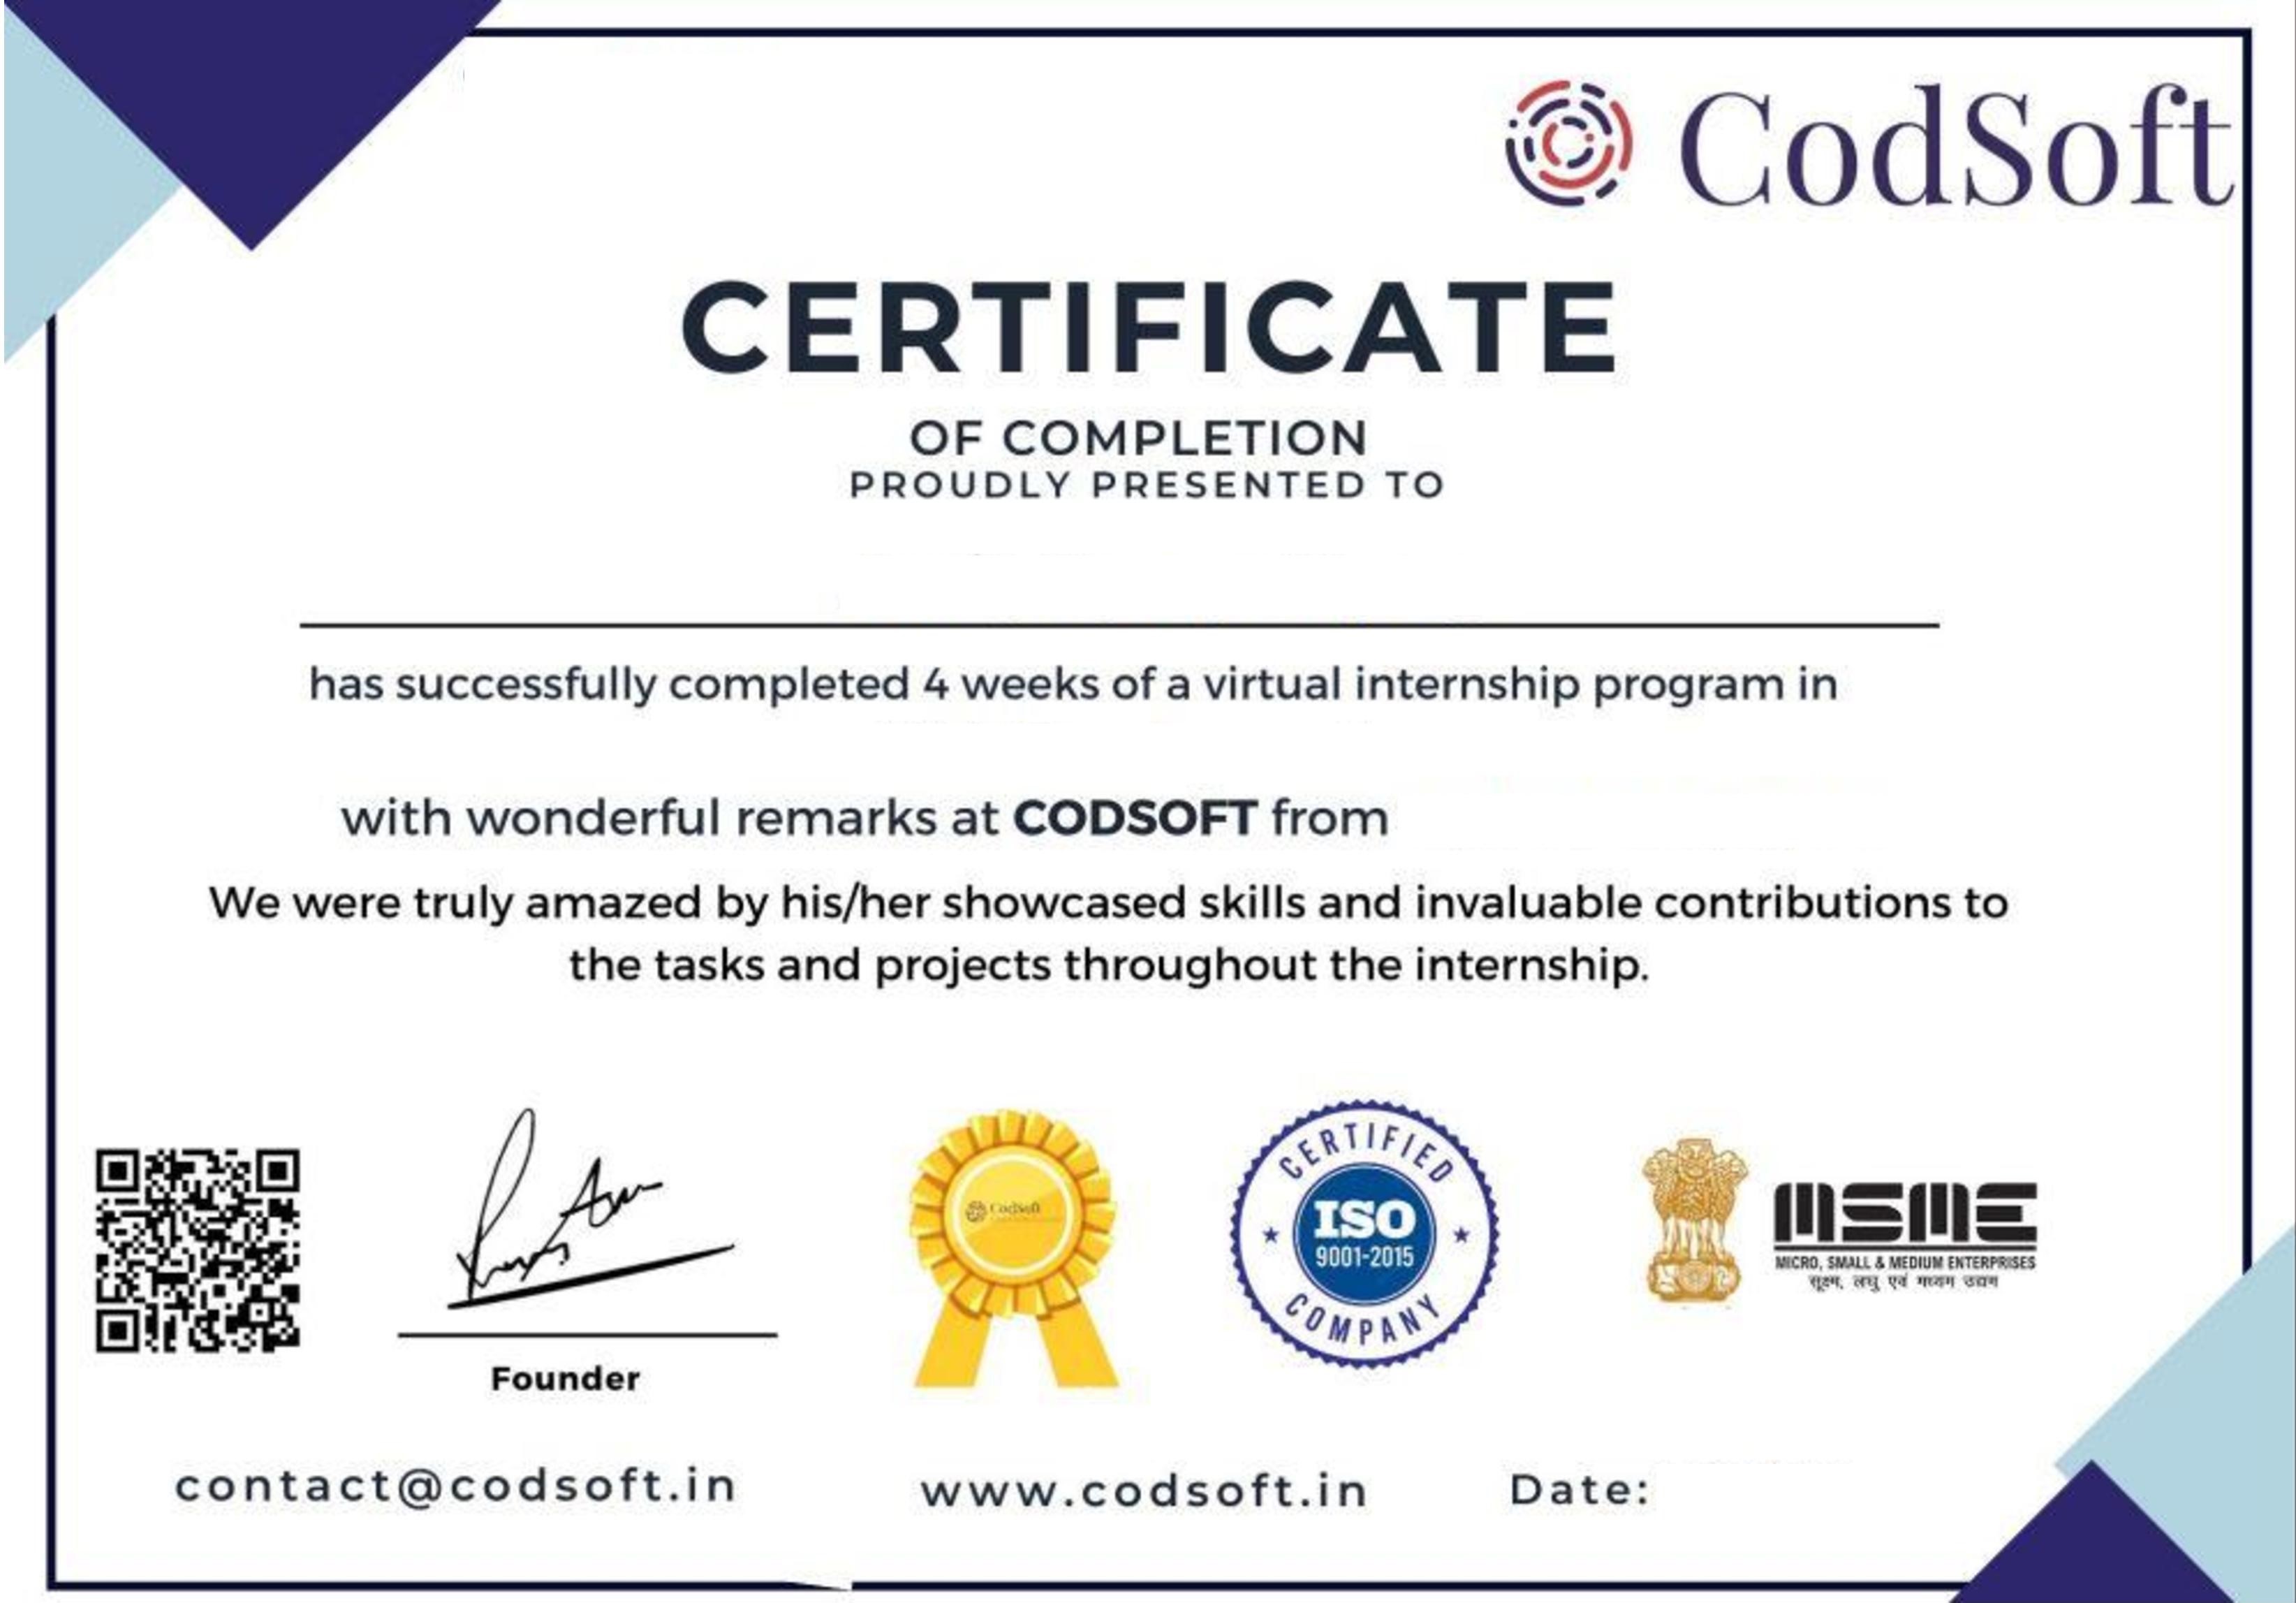 CodSoft
CERTIFICATE
OF COMPLETION
PROUDLY PRESENTED TO
has successfully completed 4 weeks of a virtual internship program in
with wonderful remarks at CODSOFT from
We were truly amazed by his/her showcased skills and invaluable contributions to
the tasks and projects throughout the internship.
CodSoft
CERTIFIED
ISO
9001-2015
COMPANY
MSME
MICRO, SMALL & MEDIUM ENTERPRISES
सूक्ष्म, लघु एवं मध्यम उद्यम
Founder
contact@codsoft.in
www.codsoft.in
Date: